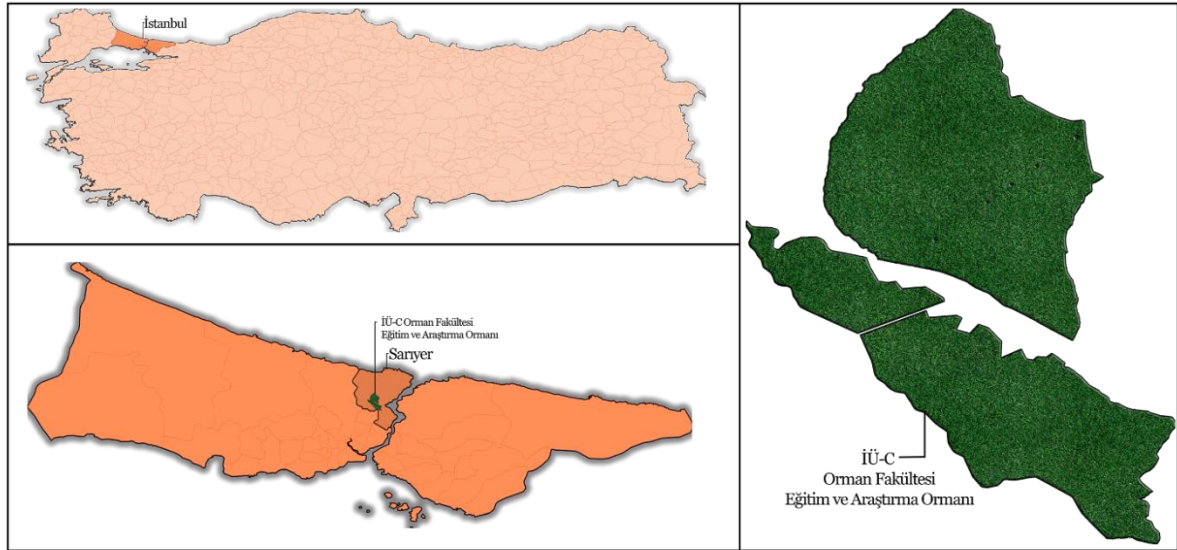 İstanbul
İÜ-C Orman Fakültesi
Eğitim ve Araştırma Ormanı
Sarıyer
İÜ-C
Orman Fakültesi
Eğitim ve Araştırma Ormanı